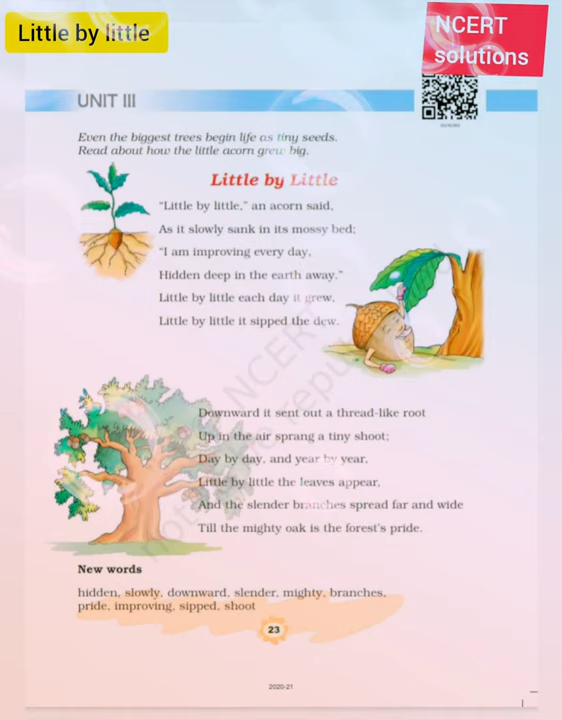 Little by little
NCERT
solutions
UNIT III
Even the biggest trees begin life as tiny seeds.
Read about how the little acorn grew big.
Little by Little
"Little by little," an acorn said,
As it slowly sank in its mossy bed;
"I am improving every day,
Hidden deep in the earth away."
Little by little each day it grew,
Little by little it sipped the dew.
Downward it sent out a thread-like root
Up in the air sprang a tiny shoot;
Day by day, and year by year,
Little by little the leaves appear,
And the slender branches spread far and wide
Till the mighty oak is the forest's pride.
New words
hidden, slowly, downward, slender, mighty, branches,
pride, improving, sipped, shoot
23
2020-21